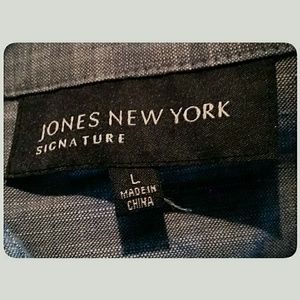 JONES NEW YORK
SIGNATURE
L
MADE IN
CHINA